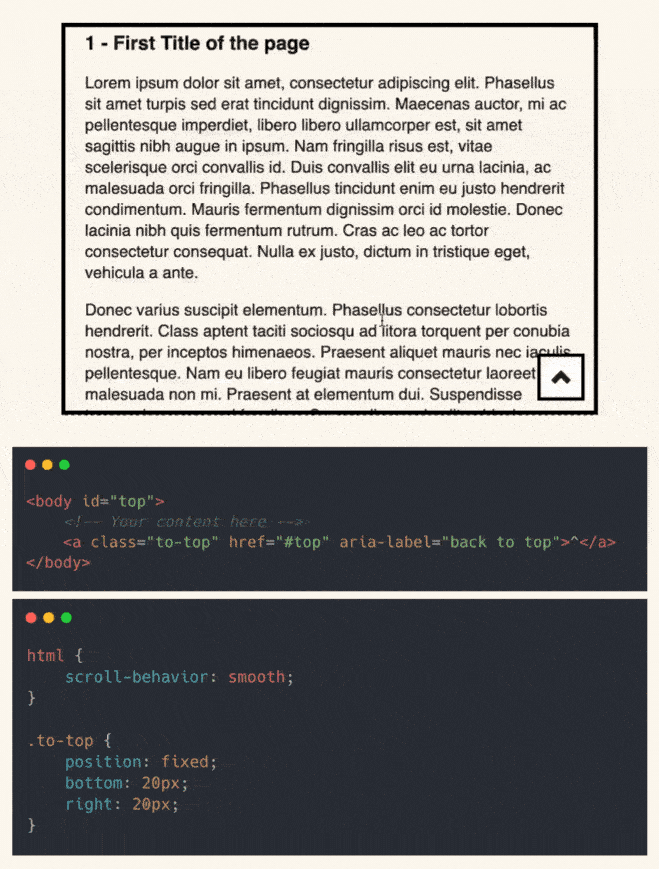 1 - First Title of the page
Lorem ipsum dolor sit amet, consectetur adipiscing elit. Phasellus
sit amet turpis sed erat tincidunt dignissim. Maecenas auctor, mi ac
pellentesque imperdiet, libero libero ullamcorper est, sit amet
sagittis nibh augue in ipsum. Nam fringilla risus est, vitae
scelerisque orci convallis id. Duis convallis elit eu urna lacinia, ac
malesuada orci fringilla. Phasellus tincidunt enim eu justo hendrerit
condimentum. Mauris fermentum dignissim orci id molestie. Donec
lacinia nibh quis fermentum rutrum. Cras ac leo ac tortor
consectetur consequat. Nulla ex justo, dictum in tristique eget,
vehicula a ante.
Donec varius suscipit elementum. Phasellus consectetur lobortis
hendrerit. Class aptent taciti sociosqu ad litora torquent per conubia
nostra, per inceptos himenaeos. Praesent aliquet mauris nec iaculis
pellentesque. Nam eu libero feugiat mauris consectetur laoreet
malesuada non mi. Praesent at elementum dui. Suspendisse
<body id="top">
    <!-- Your content here -->
    <a class="to-top" href="#top" aria-label="back to top">^</a>
</body>
html {
    scroll-behavior: smooth;
}
.to-top {
    position: fixed;
    bottom: 20px;
    right: 20px;
}